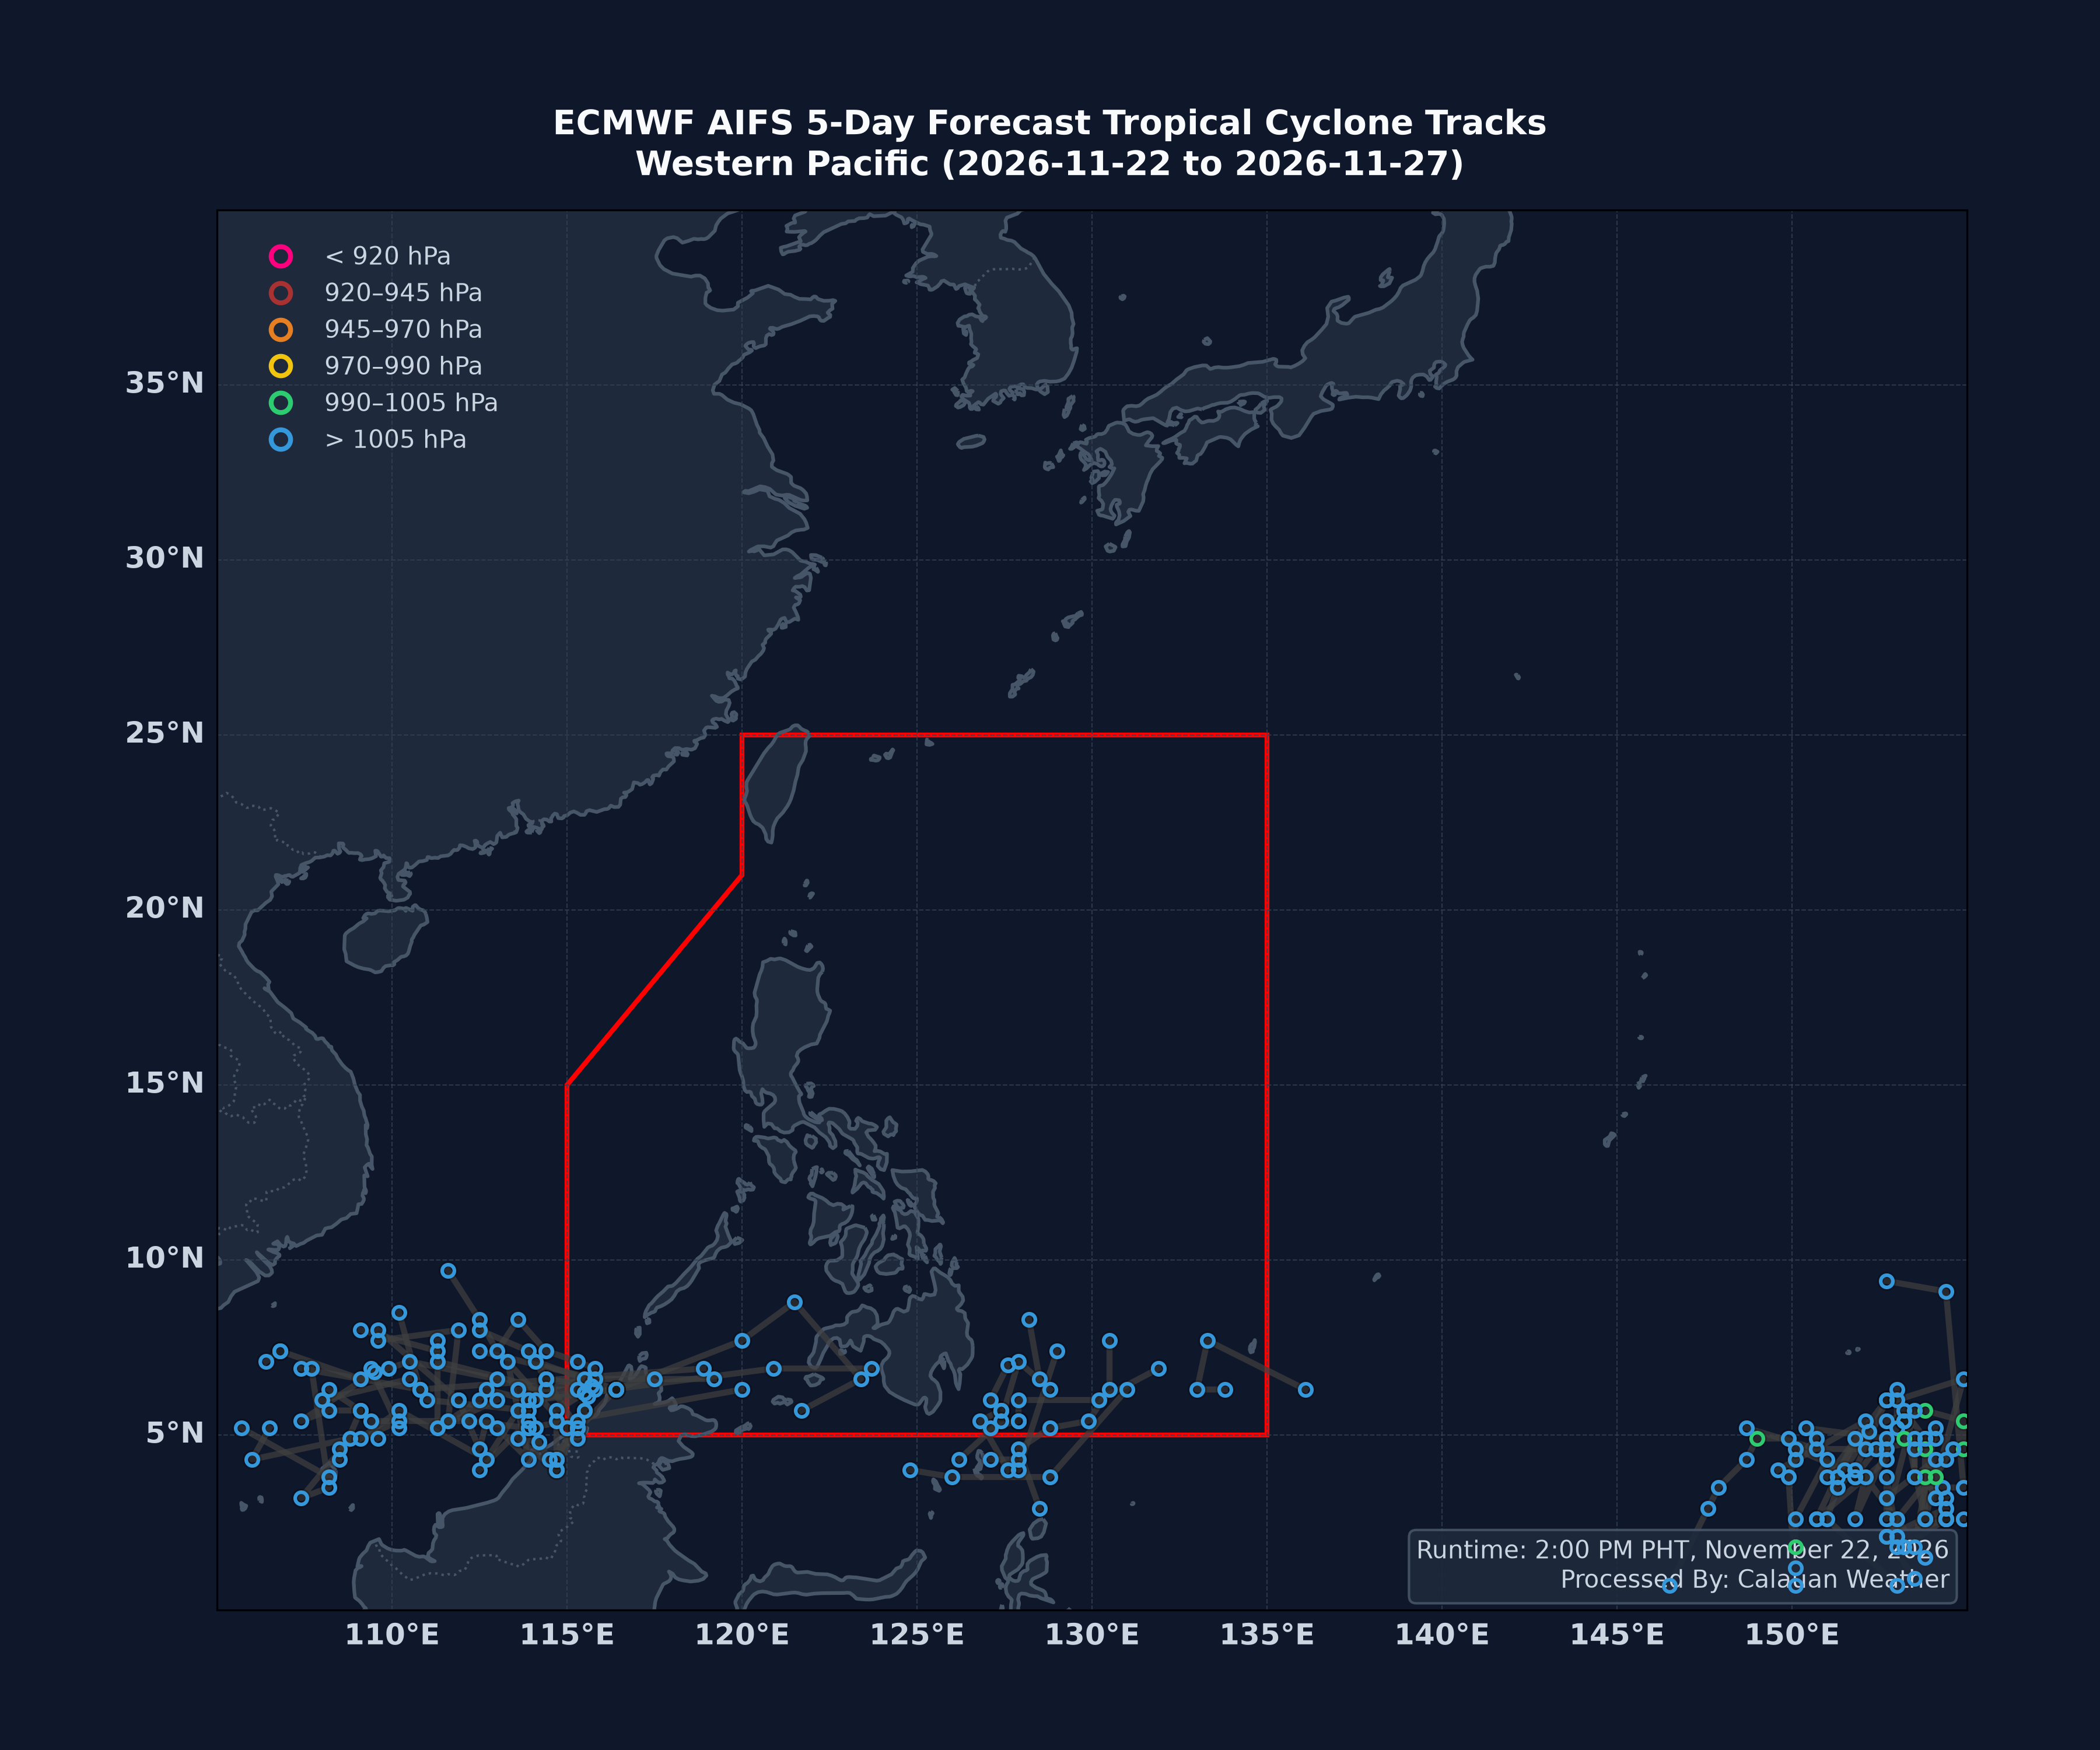 ECMWF AIFS 5-Day Forecast Tropical Cyclone Tracks
Western Pacific (2026-11-22 to 2026-11-27)
< 920 hPa
920–945 hPa
945–970 hPa
970–990 hPa
990–1005 hPa
> 1005 hPa
35°N
30°N
25°N
20°N
15°N
10°N
5°N
Runtime: 2:00 PM PHT, November 22, 2026
Processed By: Calauan Weather
110°E 115°E 120°E 125°E 130°E 135°E 140°E 145°E 150°E